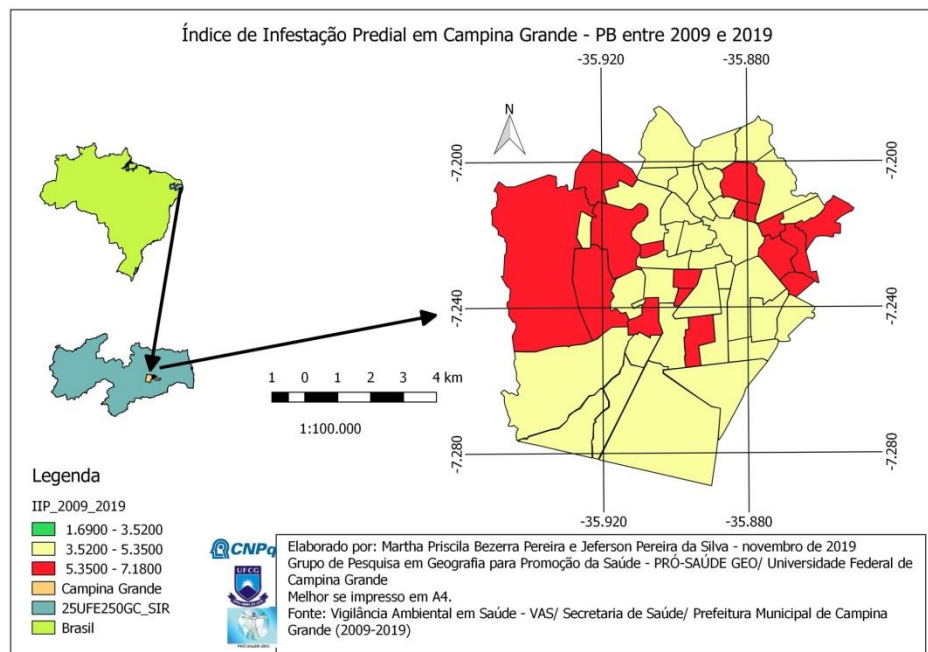 Índice de Infestação Predial em Campina Grande - PB entre 2009 e 2019
-35.920 -35.880
N
-7.200 -7.200
-7.240 -7.240
1 0 1 2 3 4 km
1:100.000
-7.280 -7.280
-35.920 -35.880
Legenda
IIP_2009_2019
1.6900 - 3.5200
3.5200 - 5.3500
5.3500 - 7.1800
Campina Grande
25UFE250GC_SIR
Brasil
CNPq
UFCG
PRÓ-SAÚDE GEO
Elaborado por: Martha Priscila Bezerra Pereira e Jeferson Pereira da Silva - novembro de 2019
Grupo de Pesquisa em Geografia para Promoção da Saúde - PRÓ-SAÚDE GEO/ Universidade Federal de
Campina Grande
Melhor se impresso em A4.
Fonte: Vigilância Ambiental em Saúde - VAS/ Secretaria de Saúde/ Prefeitura Municipal de Campina
Grande (2009-2019)